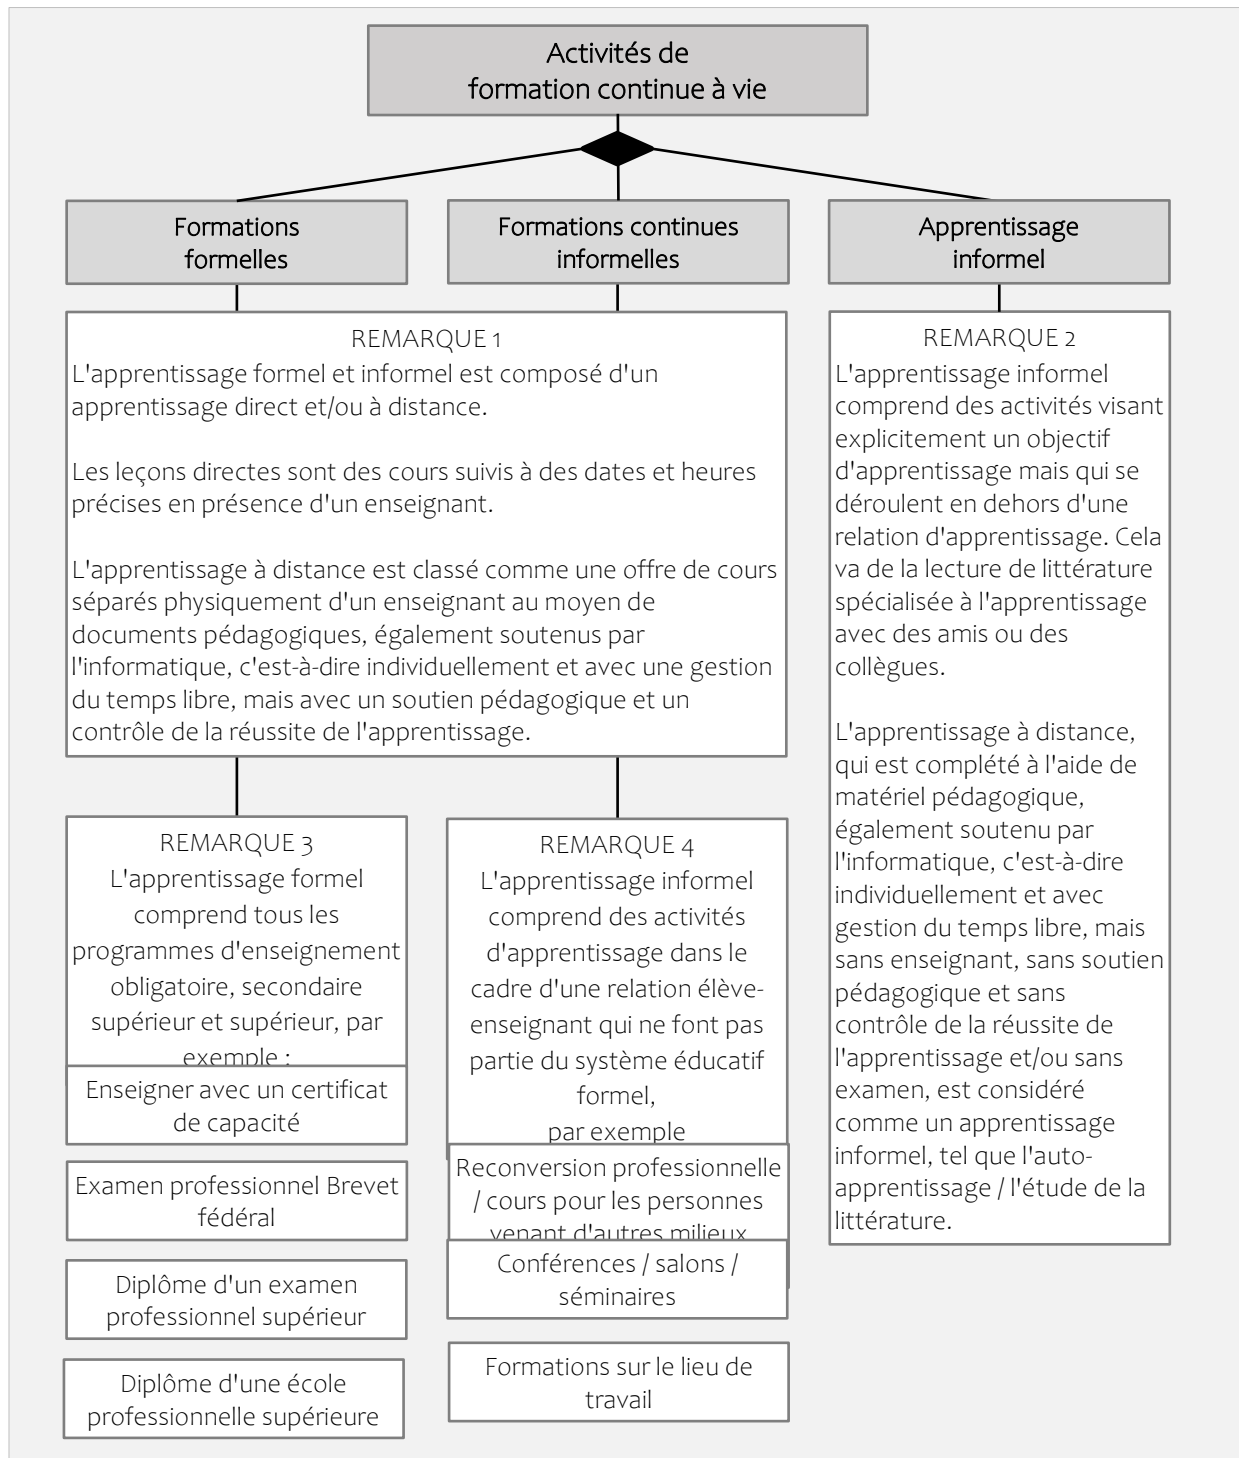 Activités de
formation continue à vie
Formations
formelles
Formations continues
informelles
Apprentissage
informel
REMARQUE 1
L'apprentissage formel et informel est composé d'un
apprentissage direct et/ou à distance.
Les leçons directes sont des cours suivis à des dates et heures
précises en présence d'un enseignant.
L'apprentissage à distance est classé comme une offre de cours
séparés physiquement d'un enseignant au moyen de
documents pédagogiques, également soutenus par
l'informatique, c'est-à-dire individuellement et avec une gestion
du temps libre, mais avec un soutien pédagogique et un
contrôle de la réussite de l'apprentissage.
REMARQUE 2
L'apprentissage informel
comprend des activités visant
explicitement un objectif
d'apprentissage mais qui se
déroulent en dehors d'une
relation d'apprentissage. Cela
va de la lecture de littérature
spécialisée à l'apprentissage
avec des amis ou des
collègues.
L'apprentissage à distance,
qui est complété à l'aide de
matériel pédagogique,
également soutenu par
l'informatique, c'est-à-dire
individuellement et avec
gestion du temps libre, mais
sans enseignant, sans soutien
pédagogique et sans
contrôle de la réussite de
l'apprentissage et/ou sans
examen, est considéré
comme un apprentissage
informel, tel que l'auto-
apprentissage / l'étude de la
littérature.
REMARQUE 3
L'apprentissage formel
comprend tous les
programmes d'enseignement
obligatoire, secondaire
supérieur et supérieur, par
exemple :
Enseigner avec un certificat
de capacité
Examen professionnel Brevet
fédéral
Diplôme d'un examen
professionnel supérieur
Diplôme d'une école
professionnelle supérieure
REMARQUE 4
L'apprentissage informel
comprend des activités
d'apprentissage dans le
cadre d'une relation élève-
enseignant qui ne font pas
partie du système éducatif
formel,
par exemple
Reconversion professionnelle
/ cours pour les personnes
venant d'autres milieux
Conférences / salons /
séminaires
Formations sur le lieu de
travail